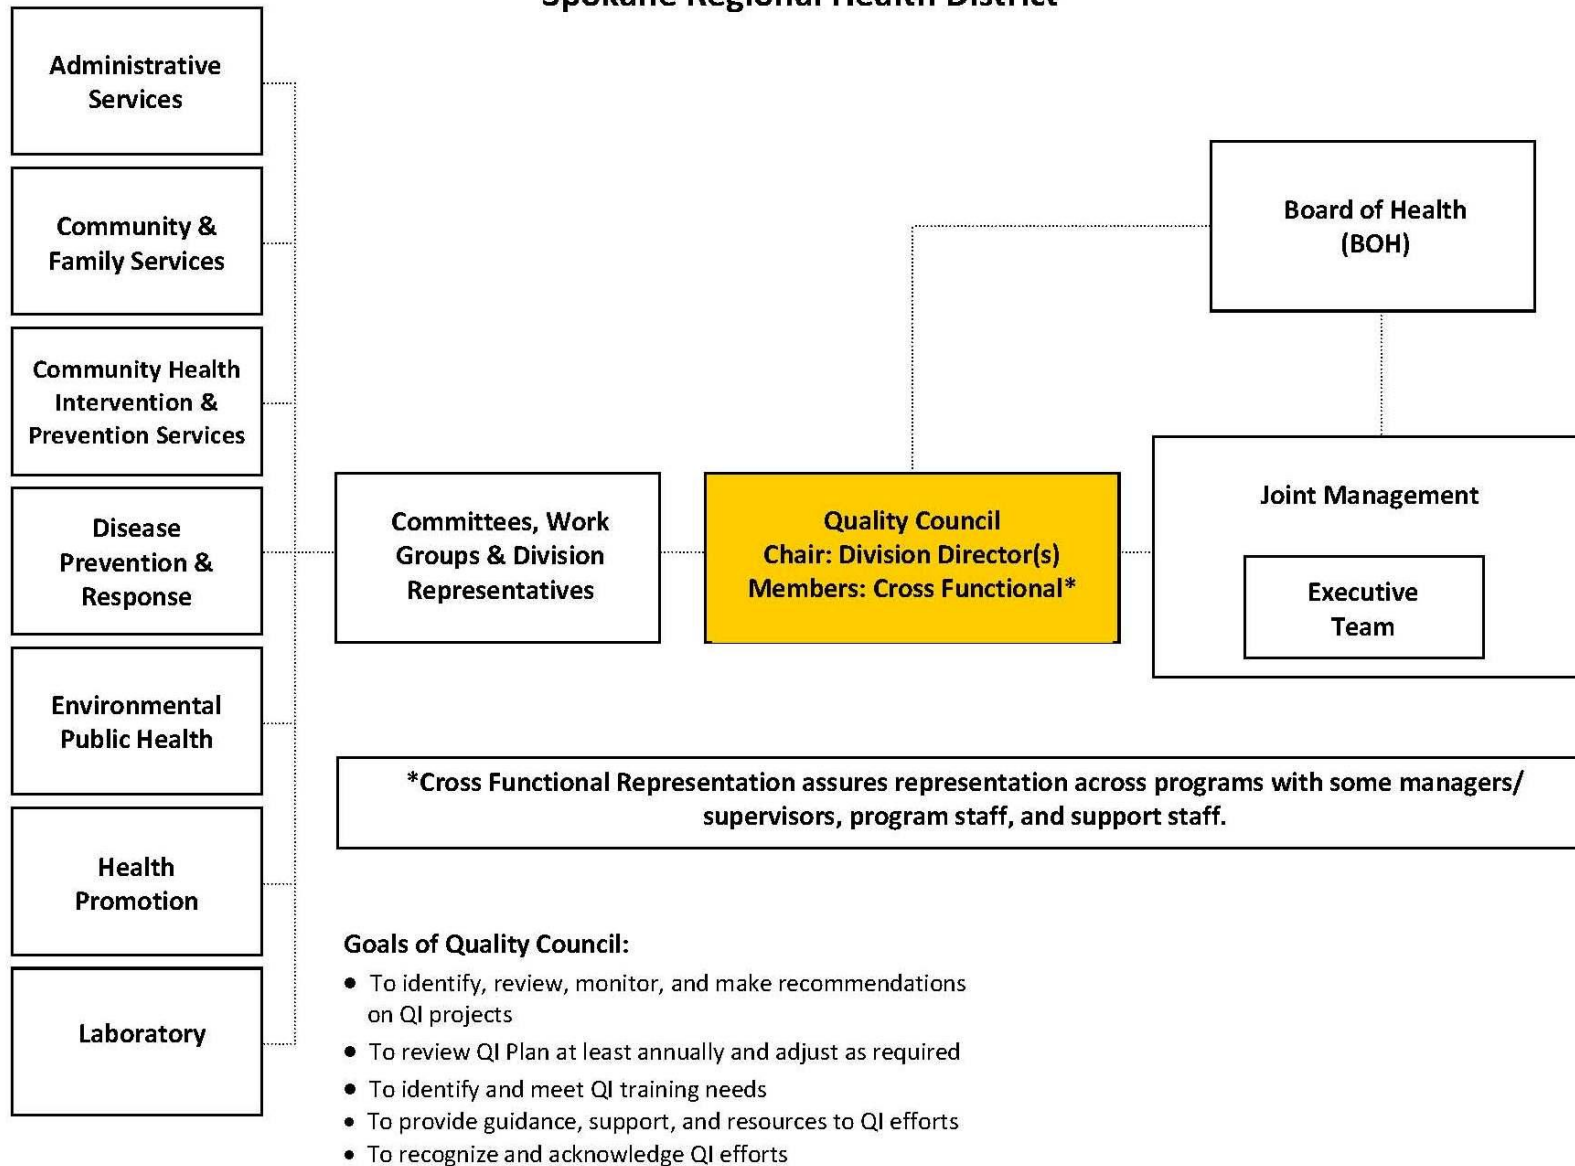 Spokane Regional Health District
Administrative
Services
Community &
Family Services
Community Health
Intervention &
Prevention Services
Disease
Prevention &
Response
Environmental
Public Health
Health
Promotion
Laboratory
Committees, Work
Groups & Division
Representatives
Quality Council
Chair: Division Director(s)
Members: Cross Functional*
Board of Health
(BOH)
Joint Management
Executive
Team
*Cross Functional Representation assures representation across programs with some managers/
supervisors, program staff, and support staff.
Goals of Quality Council:
• To identify, review, monitor, and make recommendations
on QI projects
• To review QI Plan at least annually and adjust as required
• To identify and meet QI training needs
• To provide guidance, support, and resources to QI efforts
• To recognize and acknowledge QI efforts